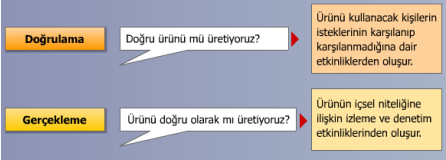 Doğrulama
Doğru ürünü mü üretiyoruz?
Ürünü kullanacak kişilerin
isteklerinin karşılanıp
karşılanmadığına dair
etkinliklerden oluşur.
Gerçekleme
Ürünü doğru olarak mı üretiyoruz?
Ürünün içsel niteliğine
ilişkin izleme ve denetim
etkinliklerinden oluşur.